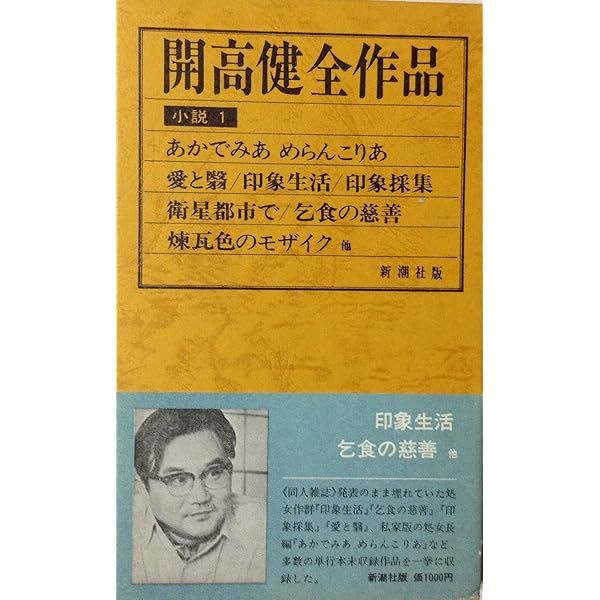 開高健全作品
小説 1
あかでみあ めらんこりあ
愛と翳/印象生活/印象採集
衛星都市で/乞食の慈善
煉瓦色のモザイク 他
新潮社版
印象生活
乞食の慈善 他
〈同人雑誌〉発表のまま埋れていた処
女作群『印象生活』『乞食の慈善』『印
象採集』『愛と翳』、私家版の処女長
編『あかでみあ めらんこりあ』など、
多数の単行本未収録作品を一挙に収
録した。
新潮社版 価1000円